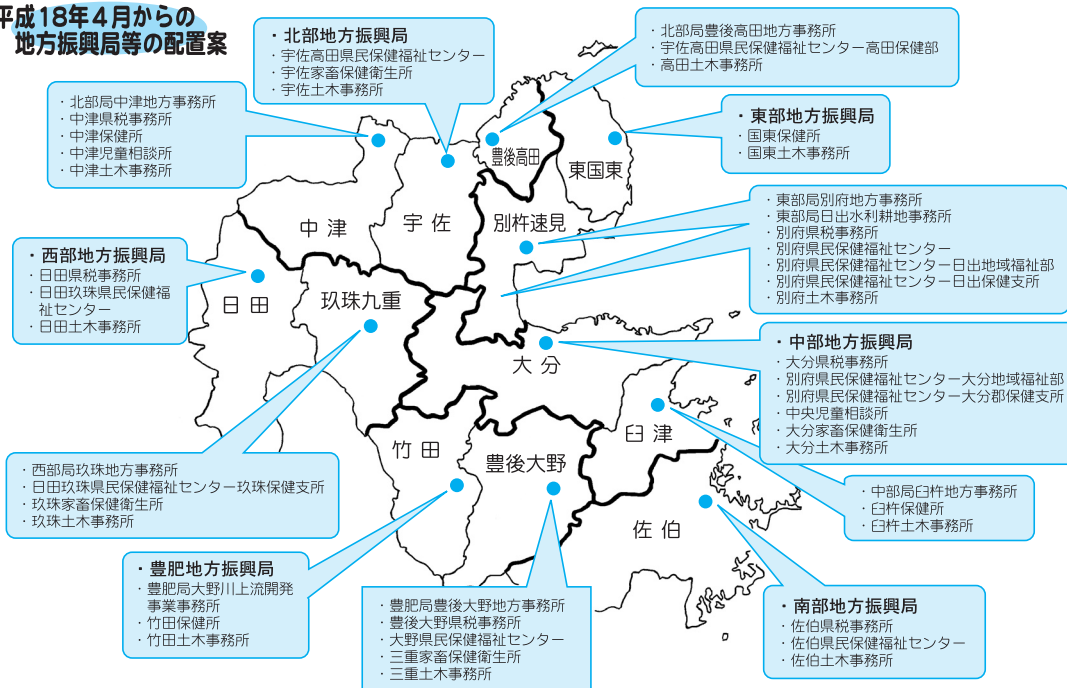 平成18年4月からの
地方振興局等の配置案
・北部地方振興局
・宇佐高田県民保健福祉センター
・宇佐家畜保健衛生所
・宇佐土木事務所
・北部局豊後高田地方事務所
・宇佐高田県民保健福祉センター高田保健部
・高田土木事務所
・北部局中津地方事務所
・中津県税事務所
・中津保健所
・中津児童相談所
・中津土木事務所
・東部地方振興局
・国東保健所
・国東土木事務所
豊後高田
東国東
・東部局別府地方事務所
・東部局日出水利耕地事務所
・別府県税事務所
・別府県民保健福祉センター
・別府県民保健福祉センター日出地域福祉部
・別府県民保健福祉センター日出保健支所
・別府土木事務所
中津
宇佐
別杵速見
・西部地方振興局
・日田県税事務所
・日田玖珠県民保健福
祉センター
・日田土木事務所
日田
玖珠九重
大分
・中部地方振興局
・大分県税事務所
・別府県民保健福祉センター大分地域福祉部
・別府県民保健福祉センター大分郡保健支所
・中央児童相談所
・大分家畜保健衛生所
・大分土木事務所
臼津
竹田
豊後大野
・西部局玖珠地方事務所
・日田玖珠県民保健福祉センター玖珠保健支所
・玖珠家畜保健衛生所
・玖珠土木事務所
・中部局臼杵地方事務所
・臼杵保健所
・臼杵土木事務所
佐伯
・豊肥地方振興局
・豊肥局大野川上流開発
事業事務所
・竹田保健所
・竹田土木事務所
・豊肥局豊後大野地方事務所
・豊後大野県税事務所
・大野県民保健福祉センター
・三重家畜保健衛生所
・三重土木事務所
・南部地方振興局
・佐伯県税事務所
・佐伯県民保健福祉センター
・佐伯土木事務所